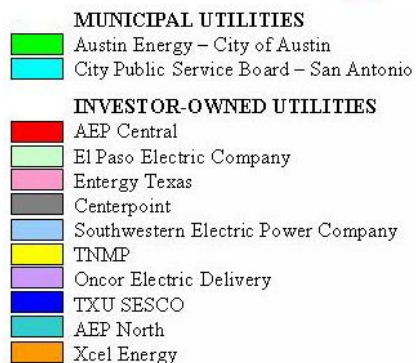 MUNICIPAL UTILITIES
Austin Energy – City of Austin
City Public Service Board – San Antonio
INVESTOR-OWNED UTILITIES
AEP Central
El Paso Electric Company
Entergy Texas
Centerpoint
Southwestern Electric Power Company
TNMP
Oncor Electric Delivery
TXU SESCO
AEP North
Xcel Energy